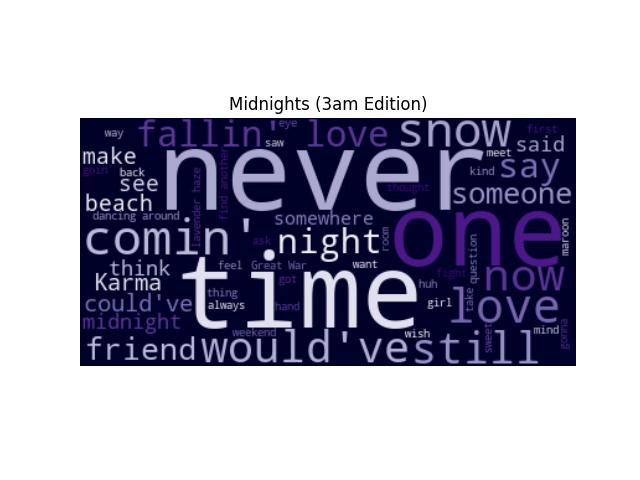 Midnights (3am Edition)
way fallin' love eye snow first
make saw meet said
goin' back never thought kind say
see
beach find another someone
dancing around lavender haze somewhere one
comin' ask night room maroon
think feel Great War want fight question now
Karma got huh
could've thing always time hand girl take love
midnight weekend wish sweet mind gonna
friend would've still